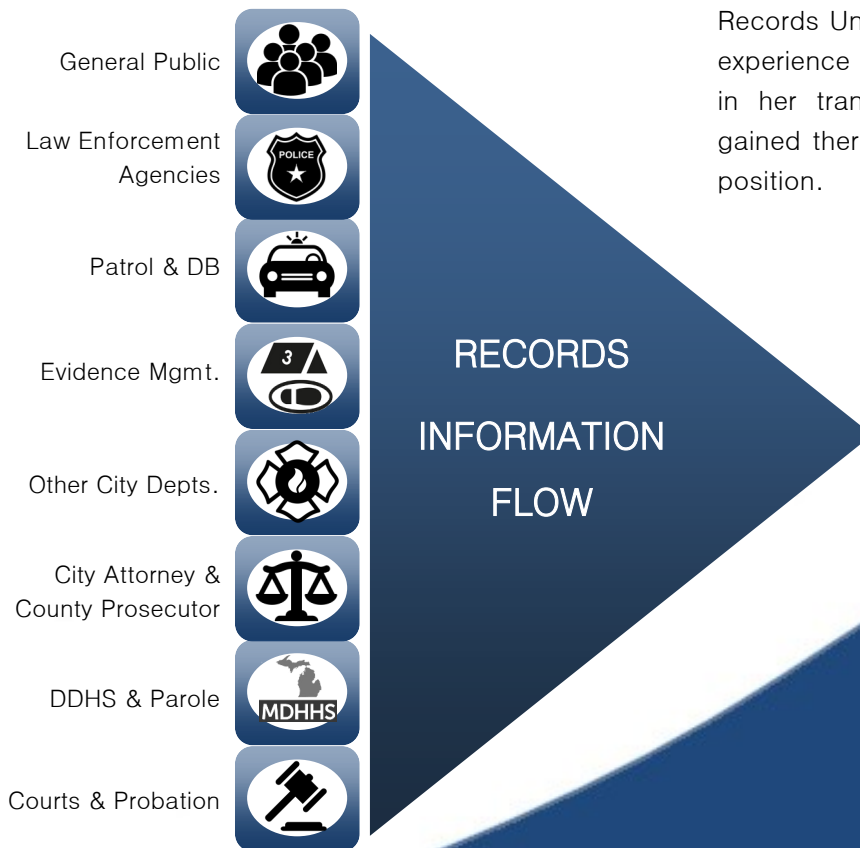 General Public
Law Enforcement
Agencies
POLICE
Patrol & DB
Evidence Mgmt.
3
Other City Depts.
City Attorney &
County Prosecutor
DDHS & Parole
MDHHS
Courts & Probation
RECORDS
INFORMATION
FLOW
Records
experience
in her
gained
position.